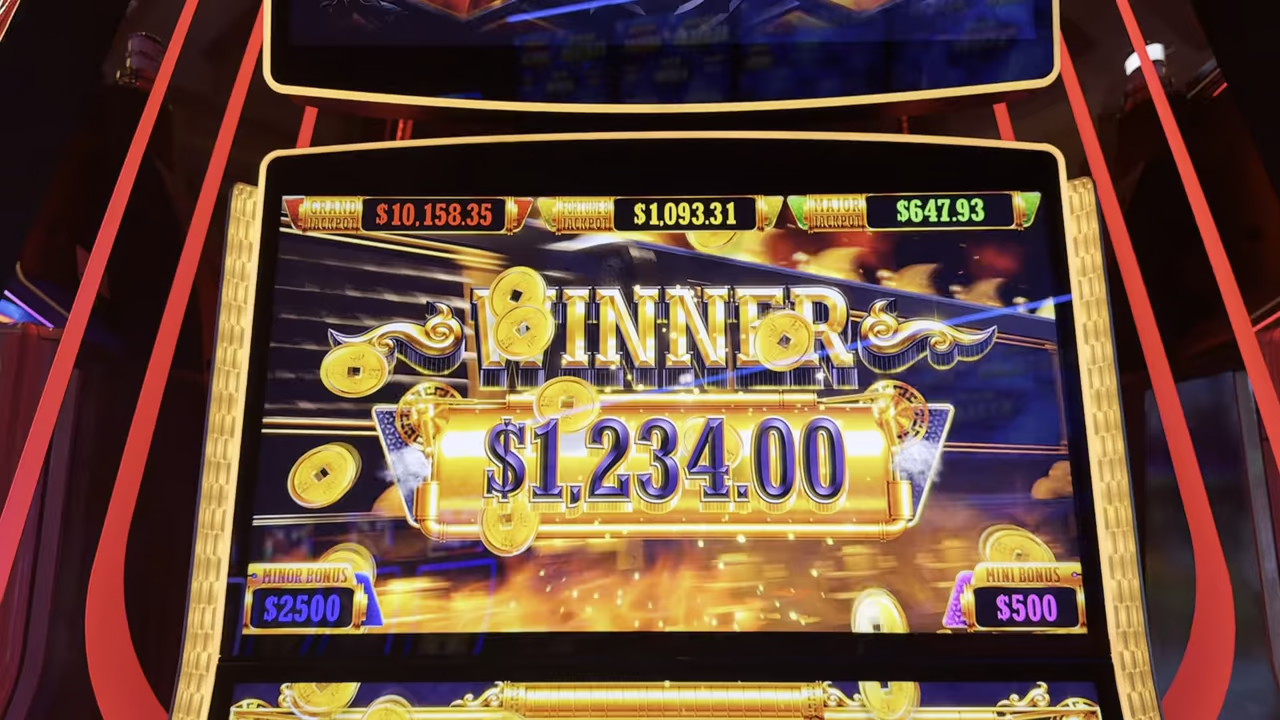 GRAND JACKPOT $10,158.35
FORTUNES JACKPOT $1,093.31
MAJOR JACKPOT $647.93
WINNER
$1,234.00
MINOR BONUS
$2500
MINI BONUS
$500